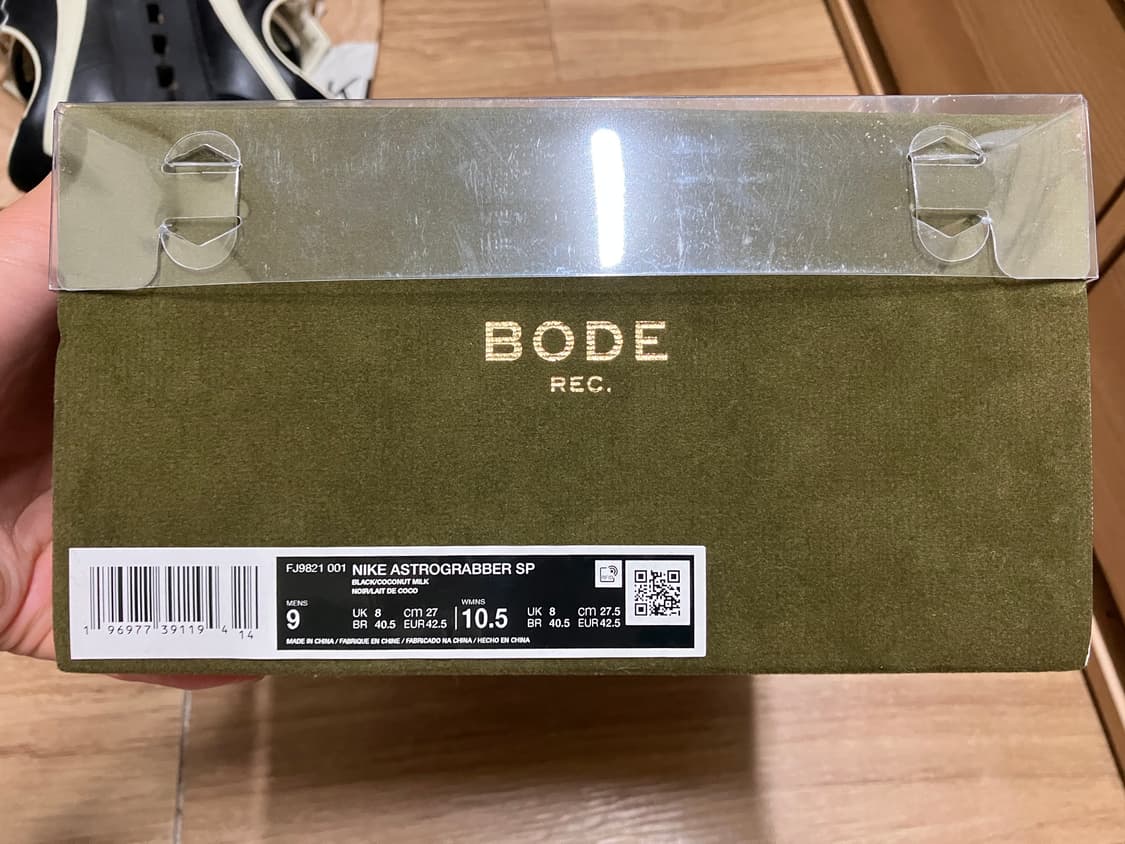 BODE
REC.
FJ9821 001 NIKE ASTROGRABBER SP
BLACK/COCONUT MILK
NOIR/LAIT DE COCO
MENS
9
UK 8 CM 27
BR 40.5 EUR 42.5
WMNS
10.5
UK 8 CM 27.5
BR 40.5 EUR 42.5
MADE IN CHINA / FABRIQUE EN CHINE / FABRICADO NA CHINA / HECHO EN CHINA
1 96977 39119 4
14